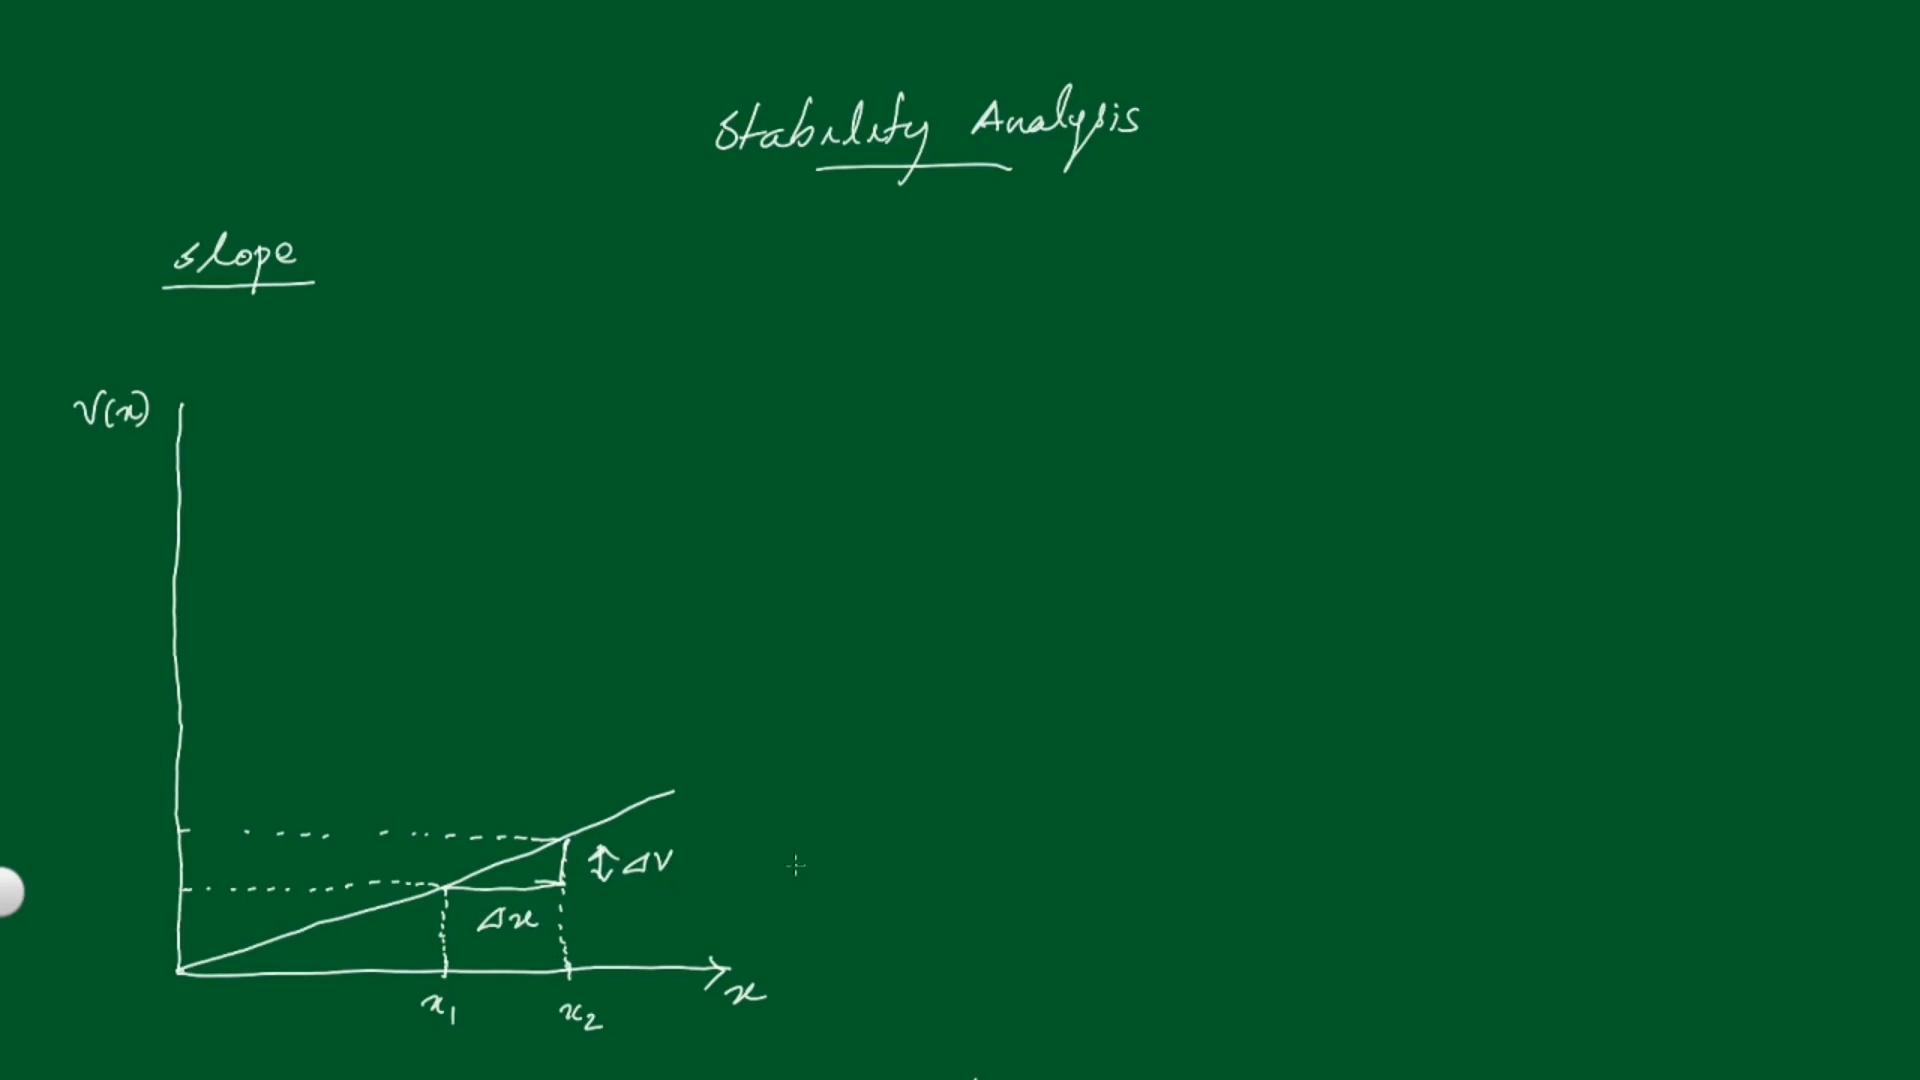 Stability Analysis
slope
V(x)
ΔV
Δx
x
x1
x2